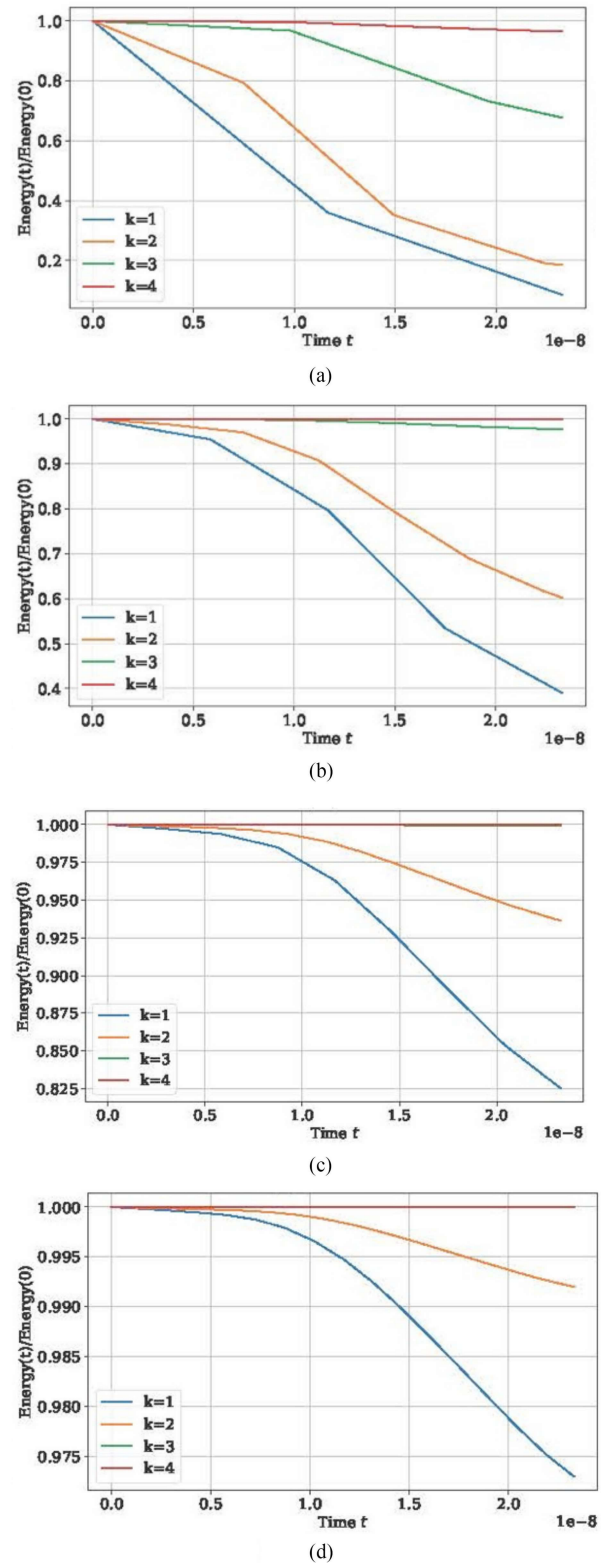 1.0
0.8
0.6
0.4
0.2
Energy(t)/Energy(0)
k=1
k=2
k=3
k=4
0.0 0.5 1.0 1.5 2.0
Time t
1e−8
(a)
1.0
0.9
0.8
0.7
0.6
0.5
0.4
Energy(t)/Energy(0)
k=1
k=2
k=3
k=4
0.0 0.5 1.0 1.5 2.0
Time t
1e−8
(b)
1.000
0.975
0.950
0.925
0.900
0.875
0.850
0.825
Energy(t)/Energy(0)
k=1
k=2
k=3
k=4
0.0 0.5 1.0 1.5 2.0
Time t
1e−8
(c)
1.000
0.995
0.990
0.985
0.980
0.975
Energy(t)/Energy(0)
k=1
k=2
k=3
k=4
0.0 0.5 1.0 1.5 2.0
Time t
1e−8
(d)